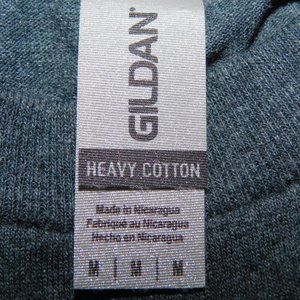 GILDAN®
HEAVY COTTON
Made in Nicaragua
Fabriqué au Nicaragua
Hecho en Nicaragua
M | M | M